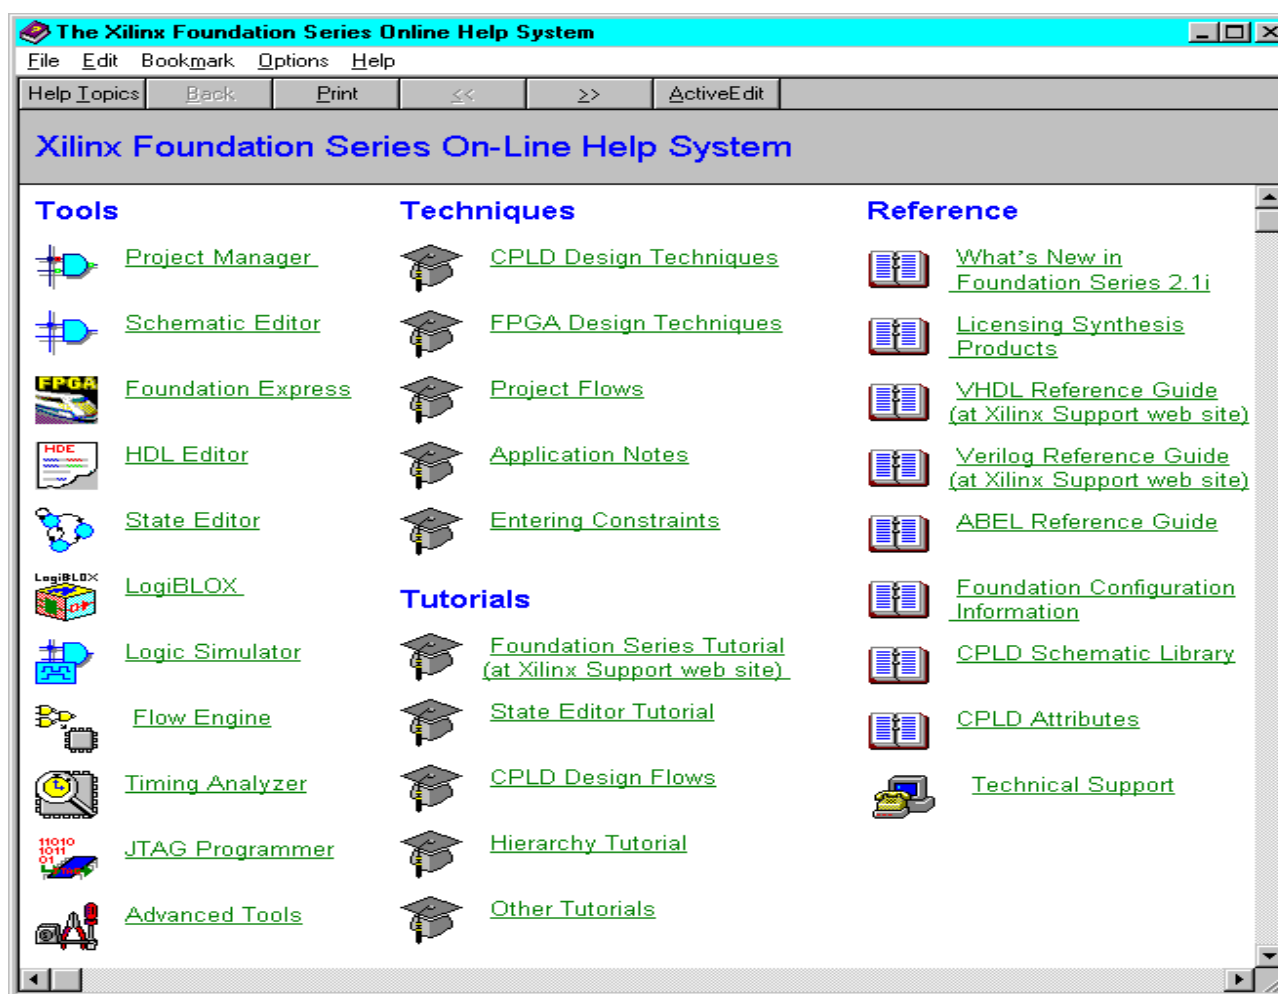 The Xilinx Foundation Series Online Help System
File Edit Bookmark Options Help
Help Topics Back Print << >> ActiveEdit
Xilinx Foundation Series On-Line Help System
Tools
Project Manager
Schematic Editor
FPGA
Foundation Express
HDE
HDL Editor
State Editor
LogiBLOX
LogiBLOX
Logic Simulator
Flow Engine
Timing Analyzer
11010
1011
01
JTAG Programmer
Advanced Tools
Techniques
CPLD Design Techniques
FPGA Design Techniques
Project Flows
Application Notes
Entering Constraints
Tutorials
Foundation Series Tutorial
(at Xilinx Support web site)
State Editor Tutorial
CPLD Design Flows
Hierarchy Tutorial
Other Tutorials
Reference
What's New in
Foundation Series 2.1i
Licensing Synthesis
Products
VHDL Reference Guide
(at Xilinx Support web site)
Verilog Reference Guide
(at Xilinx Support web site)
ABEL Reference Guide
Foundation Configuration
Information
CPLD Schematic Library
CPLD Attributes
Technical Support